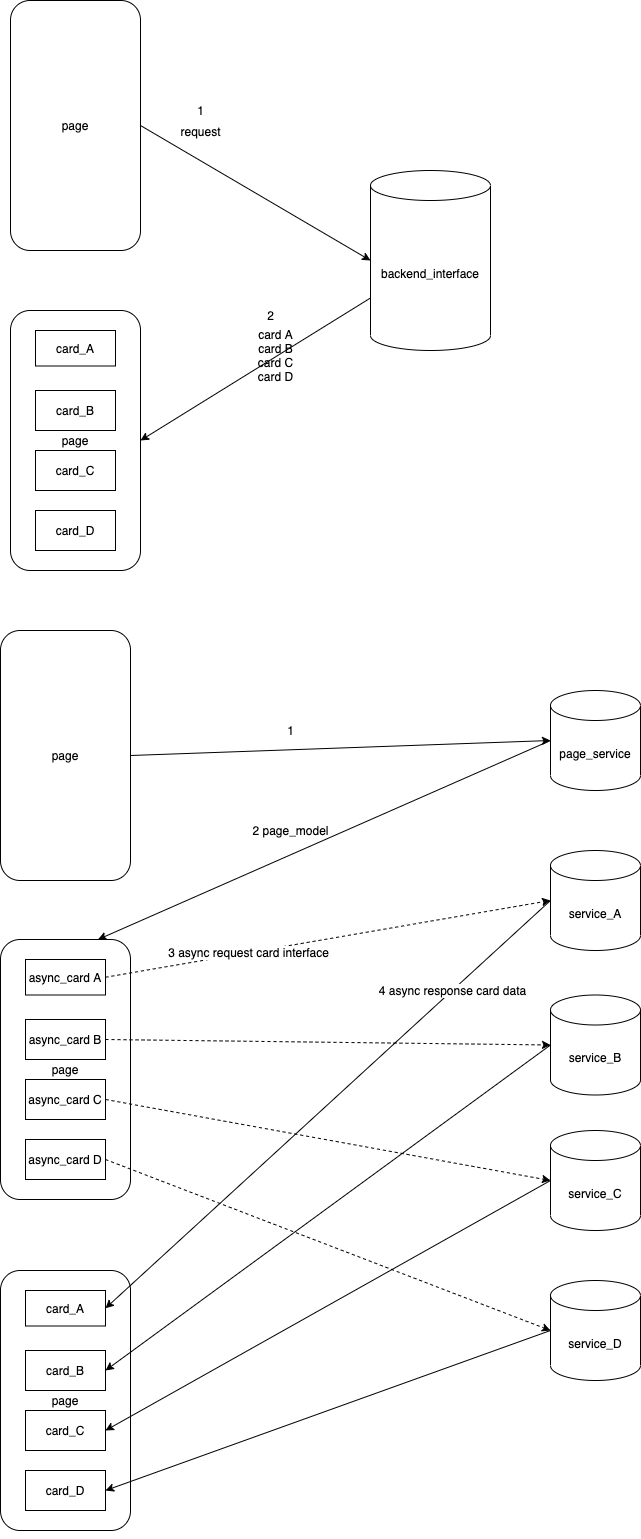 page
1
request
backend_interface
2
card A
card B
card C
card D
card_A
card_B
page
card_C
card_D
page
1
page_service
2 page_model
service_A
3 async request card interface
async_card A
4 async response card data
async_card B
service_B
page
async_card C
async_card D
service_C
card_A
service_D
card_B
page
card_C
card_D